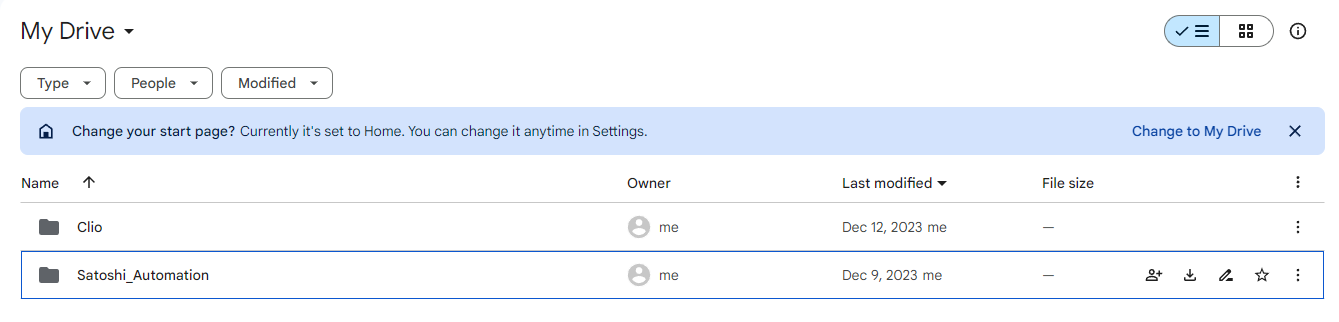 My Drive
Type People Modified
Change your start page? Currently it's set to Home. You can change it anytime in Settings. Change to My Drive
Name Owner Last modified File size
Clio me Dec 12, 2023 me —
Satoshi_Automation me Dec 9, 2023 me —